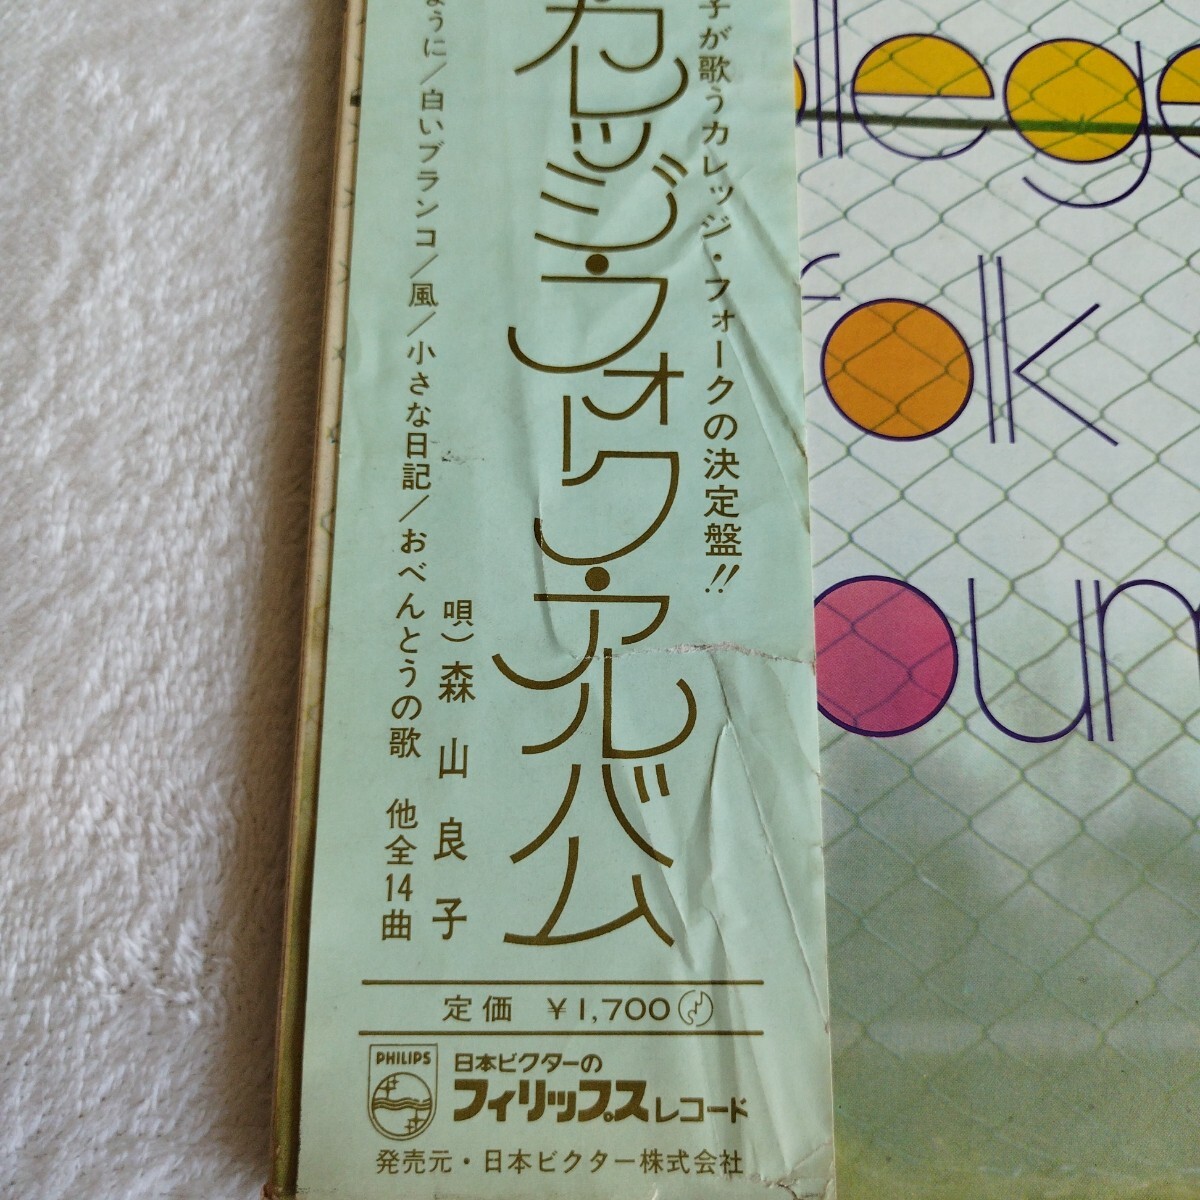 子が歌うカレッジ・フォークの決定盤!!
カレッジ・フォーク・アルバム
唄）森山良子
ように/白いブランコ/風/小さな日記/おべんとうの歌 他全14曲
定価 ¥1,700
PHILIPS
日本ビクターの
フィリップスレコード
発売元・日本ビクター株式会社
llege
folk
oun